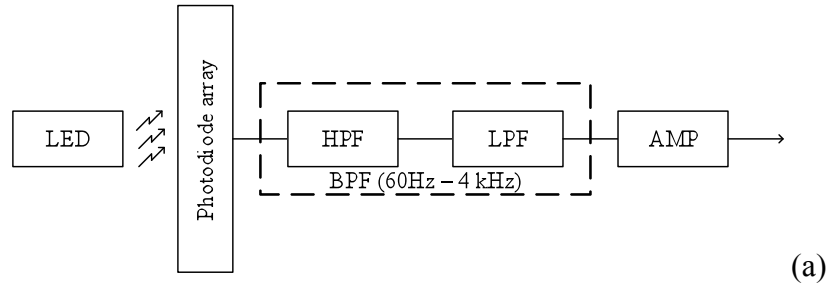 LED
Photodiode array
HPF
LPF
AMP
BPF (60Hz – 4 kHz)
(a)